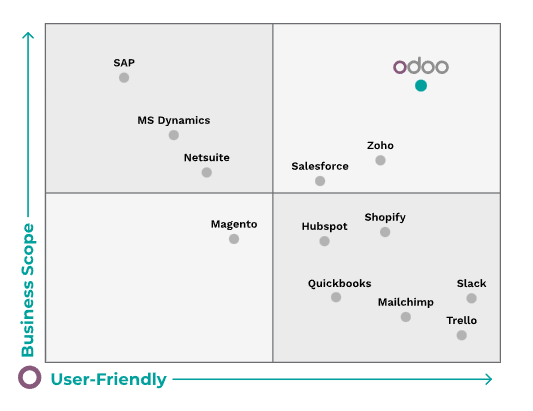 SAP
odoo
MS Dynamics
Zoho
Netsuite
Salesforce
Magento
Shopify
Hubspot
Quickbooks
Slack
Mailchimp
Trello
Business Scope
User-Friendly